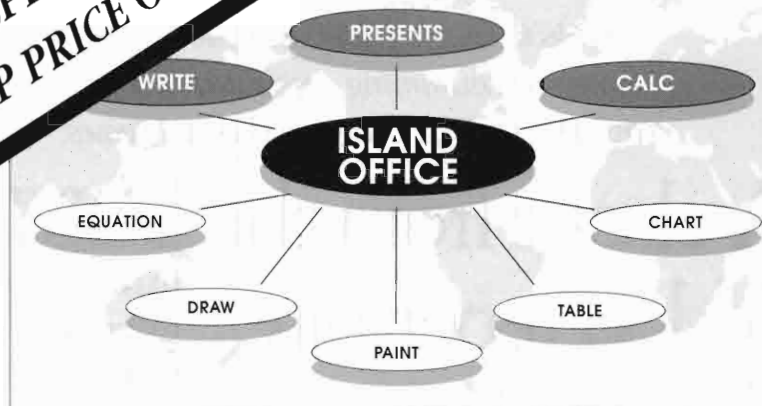 P PRICE O
PRESENTS
WRITE
CALC
ISLAND
OFFICE
EQUATION
CHART
DRAW
TABLE
PAINT